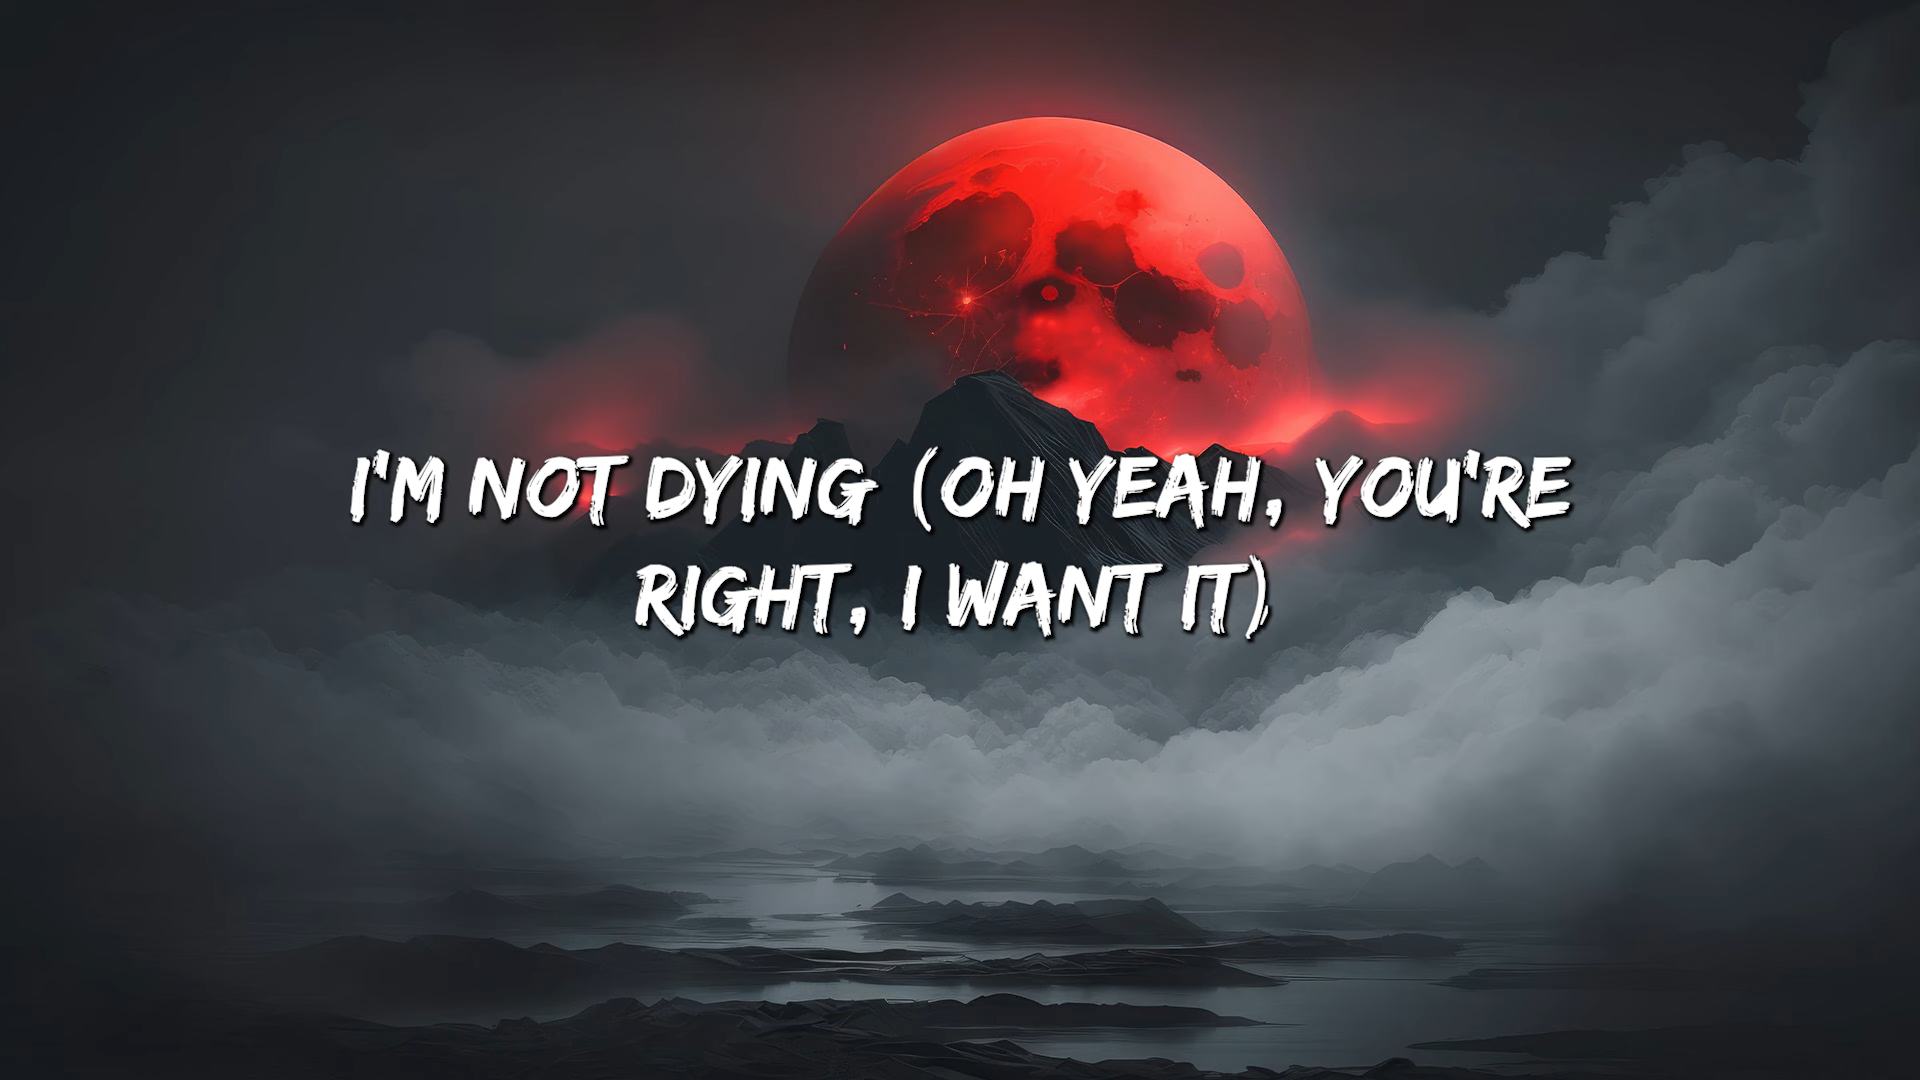 I'M NOT DYING (OH YEAH, YOU'RE
RIGHT, I WANT IT)